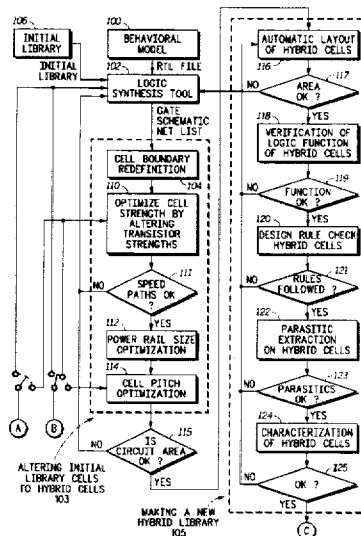 106
INITIAL
LIBRARY
INITIAL
LIBRARY
100
BEHAVIORAL
MODEL
102
RTL FILE
LOGIC
SYNTHESIS TOOL
GATE
SCHEMATIC
NET LIST
CELL BOUNDARY
REDEFINITION
104
110
OPTIMIZE CELL
STRENGTH BY
ALTERING
TRANSISTOR
STRENGTHS
111
SPEED
PATHS OK
?
NO
YES
112
POWER RAIL SIZE
OPTIMIZATION
114
CELL PITCH
OPTIMIZATION
A
B
NO
IS
CIRCUIT AREA
OK ?
115
YES
ALTERING INITIAL
LIBRARY CELLS
TO HYBRID CELLS
103
MAKING A NEW
HYBRID LIBRARY
105
AUTOMATIC LAYOUT
OF HYBRID CELLS
116
117
NO
AREA
OK ?
118
YES
VERIFICATION OF
LOGIC FUNCTION
OF HYBRID CELLS
119
NO
FUNCTION
OK ?
120
YES
DESIGN RULE CHECK
HYBRID CELLS
121
NO
RULES
FOLLOWED ?
122
YES
PARASITIC
EXTRACTION
ON HYBRID CELLS
123
NO
PARASITICS
OK ?
124
YES
CHARACTERIZATION
OF HYBRID CELLS
125
NO
OK ?
YES
C